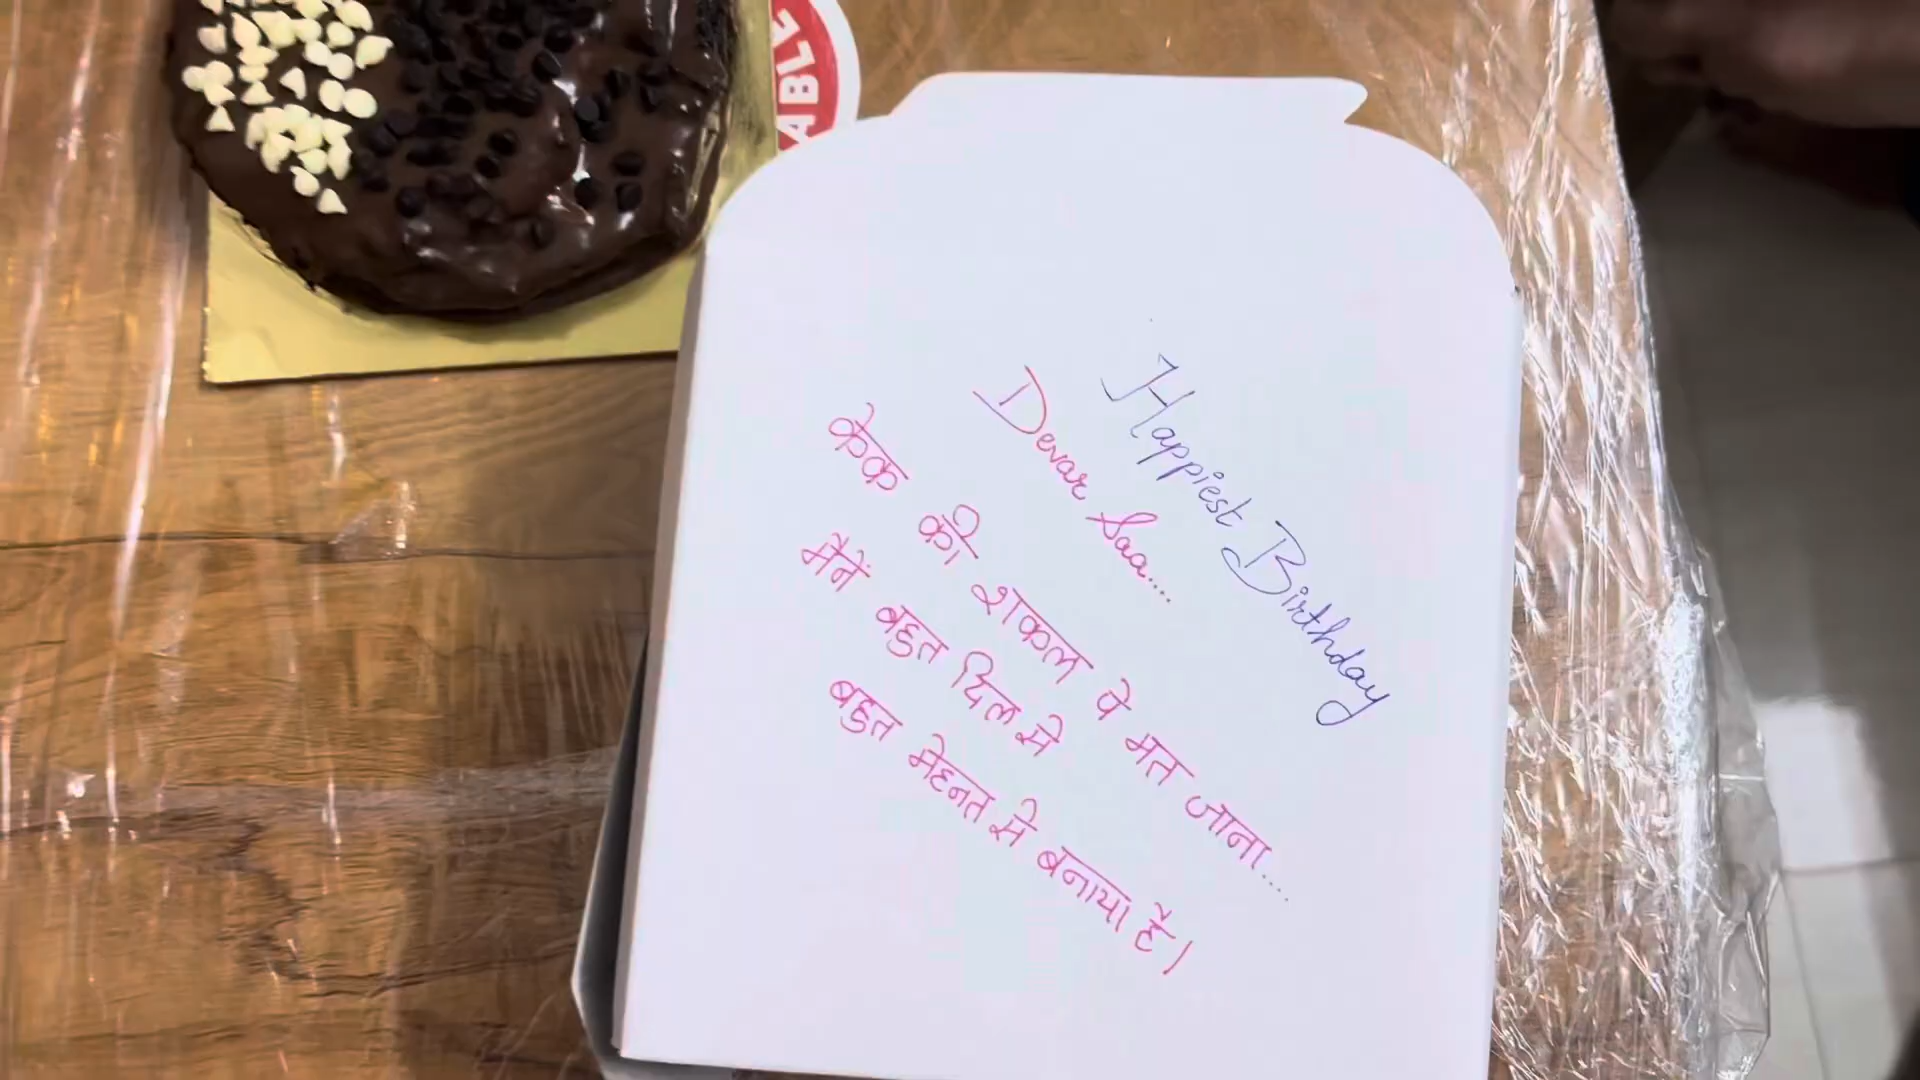 Happiest Birthday
Devar Saa....
केक की शकल पे मत जाना....
मैनें बहुत दिल से
बहुत मेहनत से बनाया है।